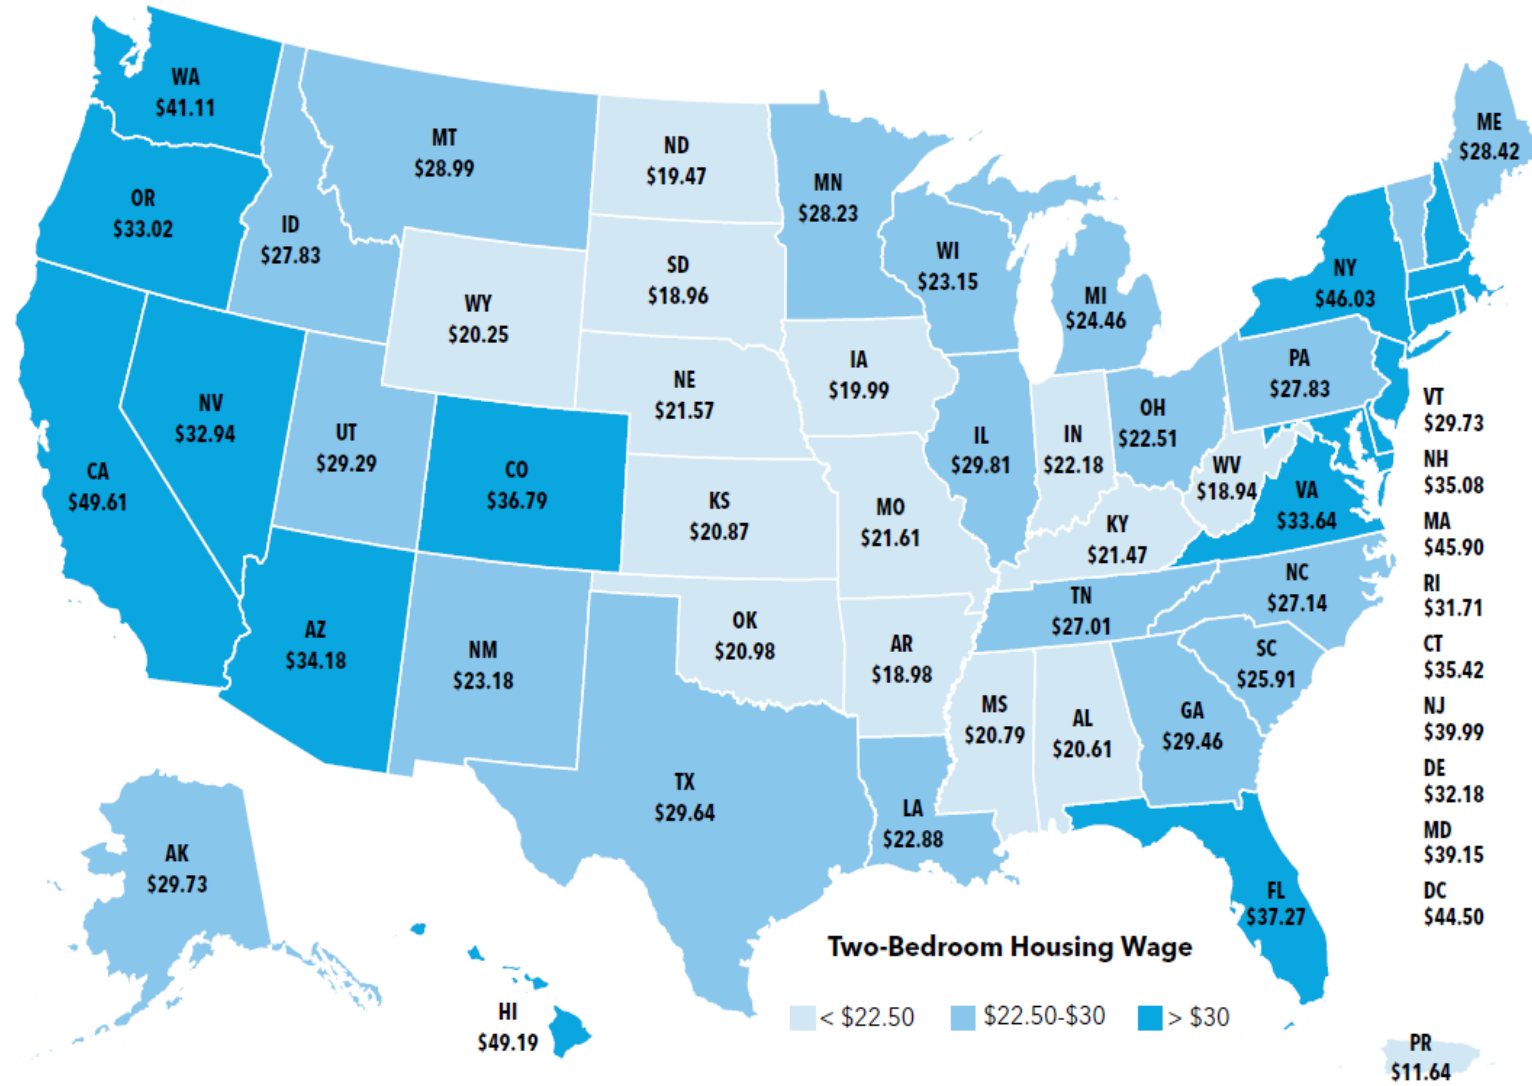 WA
$41.11
OR
$33.02
CA
$49.61
NV
$32.94
ID
$27.83
MT
$28.99
WY
$20.25
UT
$29.29
AZ
$34.18
CO
$36.79
NM
$23.18
ND
$19.47
SD
$18.96
NE
$21.57
KS
$20.87
OK
$20.98
TX
$29.64
MN
$28.23
IA
$19.99
MO
$21.61
AR
$18.98
LA
$22.88
WI
$23.15
IL
$29.81
MI
$24.46
IN
$22.18
OH
$22.51
KY
$21.47
TN
$27.01
MS
$20.79
AL
$20.61
GA
$29.46
FL
$37.27
SC
$25.91
NC
$27.14
VA
$33.64
WV
$18.94
PA
$27.83
NY
$46.03
ME
$28.42
VT
$29.73
NH
$35.08
MA
$45.90
RI
$31.71
CT
$35.42
NJ
$39.99
DE
$32.18
MD
$39.15
DC
$44.50
AK
$29.73
HI
$49.19
Two-Bedroom Housing Wage
< $22.50 $22.50-$30 > $30
PR
$11.64